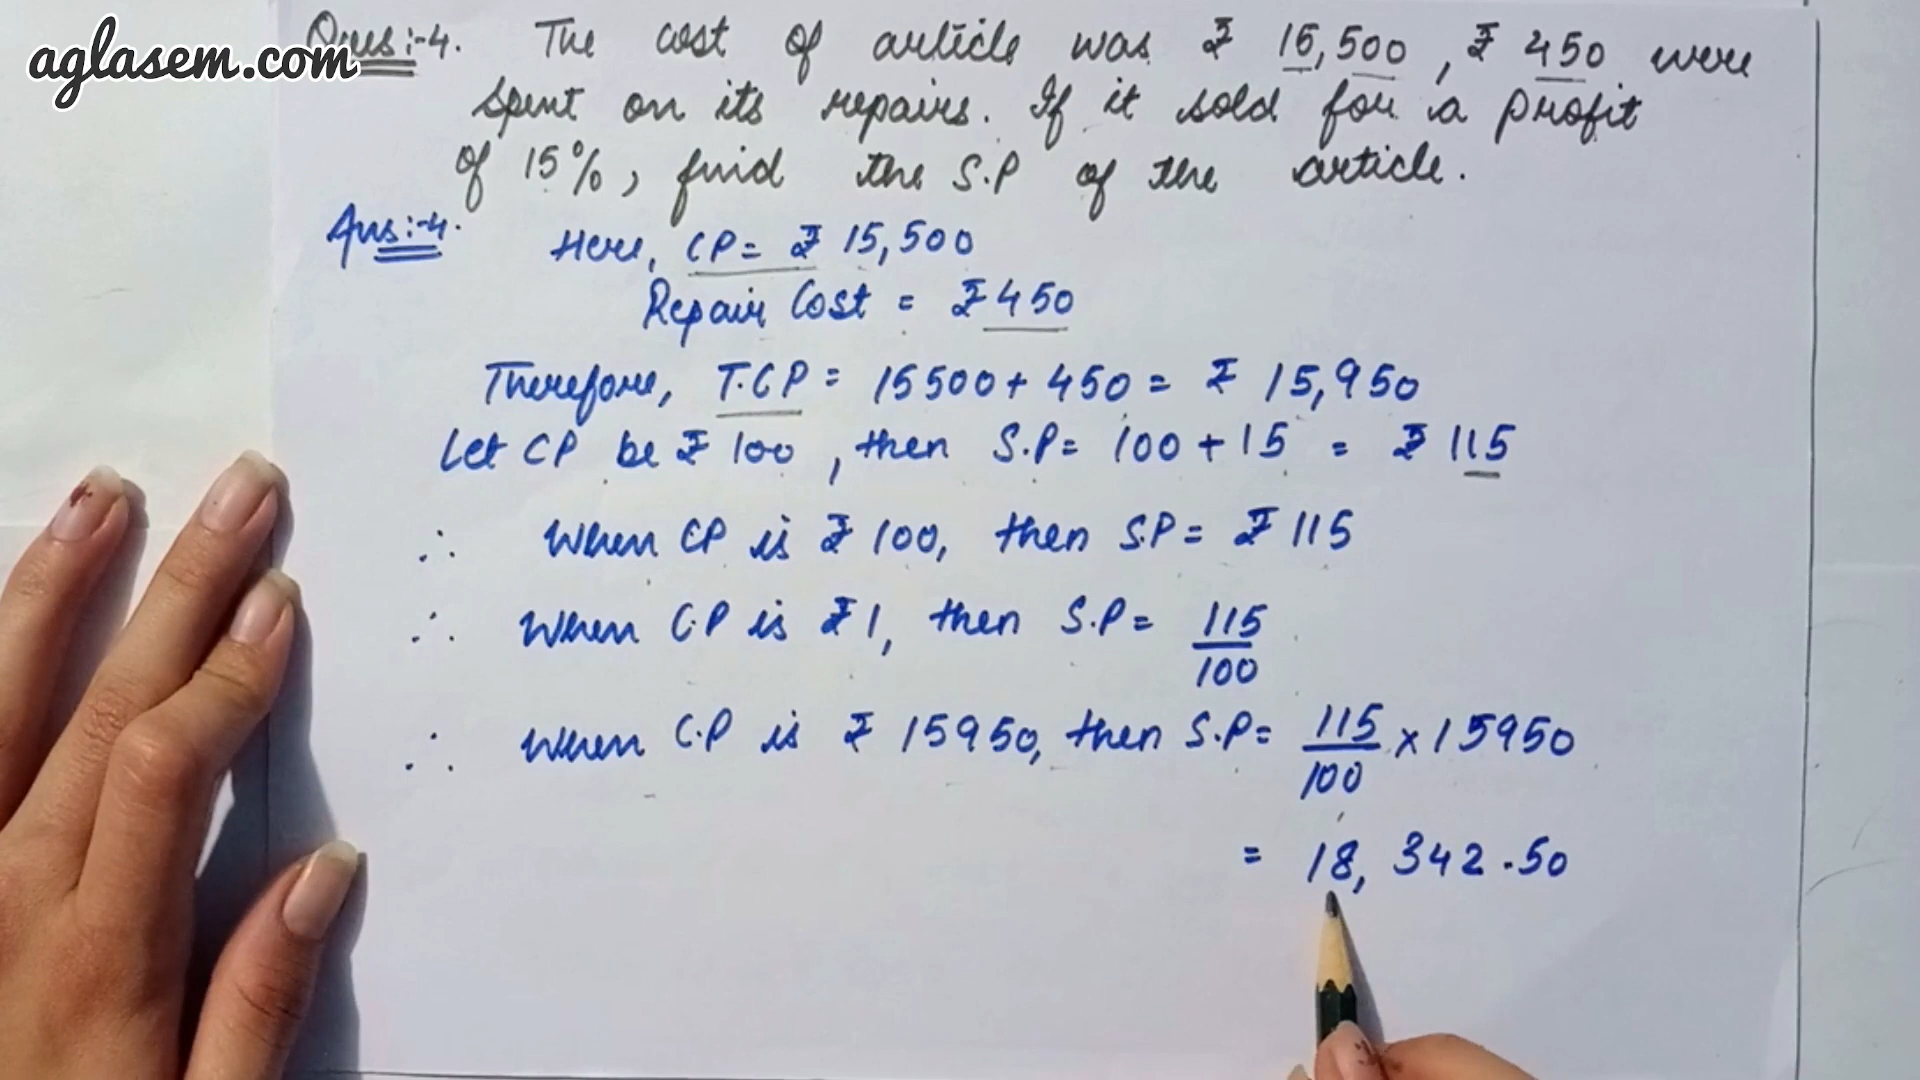 aglasem.com
Ques:-4. The cost of article was ₹ 15,500, ₹ 450 were
spent on its repairs. If it sold for a profit
of 15%, find the S.P of the article.
Ans:-4. Here, CP = ₹ 15,500
Repair Cost = ₹ 450
Therefore, T.C.P = 15500 + 450 = ₹ 15,950
Let CP be ₹ 100, then S.P = 100 + 15 = ₹ 115
∴ When CP is ₹ 100, then S.P = ₹ 115
∴ When C.P is ₹ 1, then S.P = 115/100
∴ When C.P is ₹ 15950, then S.P = 115/100 × 15950
= 18,342.50